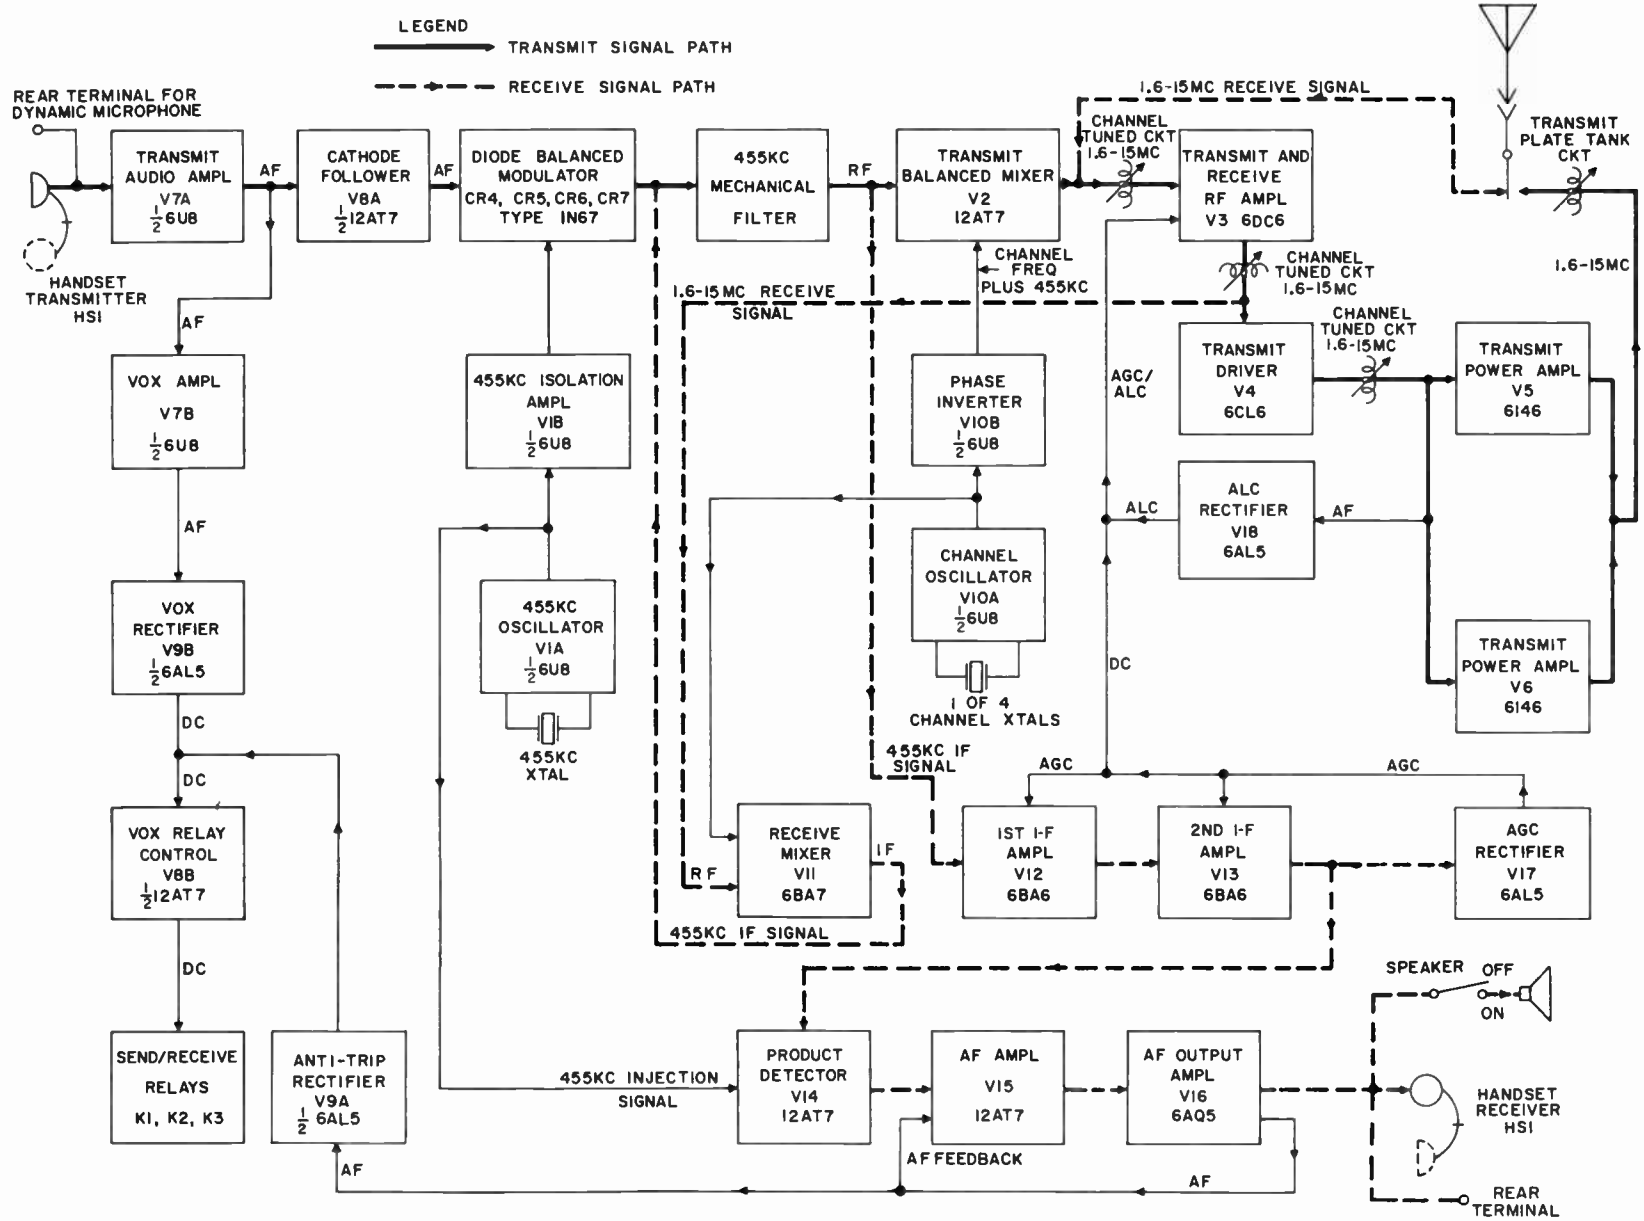 LEGEND
TRANSMIT SIGNAL PATH
RECEIVE SIGNAL PATH
REAR TERMINAL FOR
DYNAMIC MICROPHONE
HANDSET
TRANSMITTER
HS1
TRANSMIT
AUDIO AMPL
V7A
1/2 6U8
AF
CATHODE
FOLLOWER
V8A
1/2 12AT7
AF
DIODE BALANCED
MODULATOR
CR4, CR5, CR6, CR7
TYPE IN67
455KC
MECHANICAL
FILTER
RF
TRANSMIT
BALANCED MIXER
V2
12AT7
CHANNEL
TUNED CKT
1.6-15MC
1.6-15MC RECEIVE SIGNAL
TRANSMIT AND
RECEIVE
RF AMPL
V3 6DC6
TRANSMIT
PLATE TANK
CKT
1.6-15MC
CHANNEL
FREQ
PLUS 455KC
CHANNEL
TUNED CKT
1.6-15MC
1.6-15MC RECEIVE
SIGNAL
AF
VOX AMPL
V7B
1/2 6U8
455KC ISOLATION
AMPL
V1B
1/2 6U8
PHASE
INVERTER
V10B
1/2 6U8
AGC/
ALC
TRANSMIT
DRIVER
V4
6CL6
CHANNEL
TUNED CKT
1.6-15MC
TRANSMIT
POWER AMPL
V5
6146
AF
ALC
ALC
RECTIFIER
V18
6AL5
AF
VOX
RECTIFIER
V9B
1/2 6AL5
455KC
OSCILLATOR
V1A
1/2 6U8
455KC
XTAL
CHANNEL
OSCILLATOR
V10A
1/2 6U8
1 OF 4
CHANNEL XTALS
DC
TRANSMIT
POWER AMPL
V6
6146
DC
DC
VOX RELAY
CONTROL
V8B
1/2 12AT7
455KC IF
SIGNAL
AGC
AGC
RF
RECEIVE
MIXER
V11
6BA7
IF
455KC IF SIGNAL
1ST I-F
AMPL
V12
6BA6
2ND I-F
AMPL
V13
6BA6
AGC
RECTIFIER
V17
6AL5
DC
SEND/RECEIVE
RELAYS
K1, K2, K3
ANTI-TRIP
RECTIFIER
V9A
1/2 6AL5
AF
455KC INJECTION
SIGNAL
PRODUCT
DETECTOR
V14
12AT7
AF AMPL
V15
12AT7
AF OUTPUT
AMPL
V16
6AQ5
AF FEEDBACK
AF
SPEAKER
OFF
ON
HANDSET
RECEIVER
HS1
REAR
TERMINAL